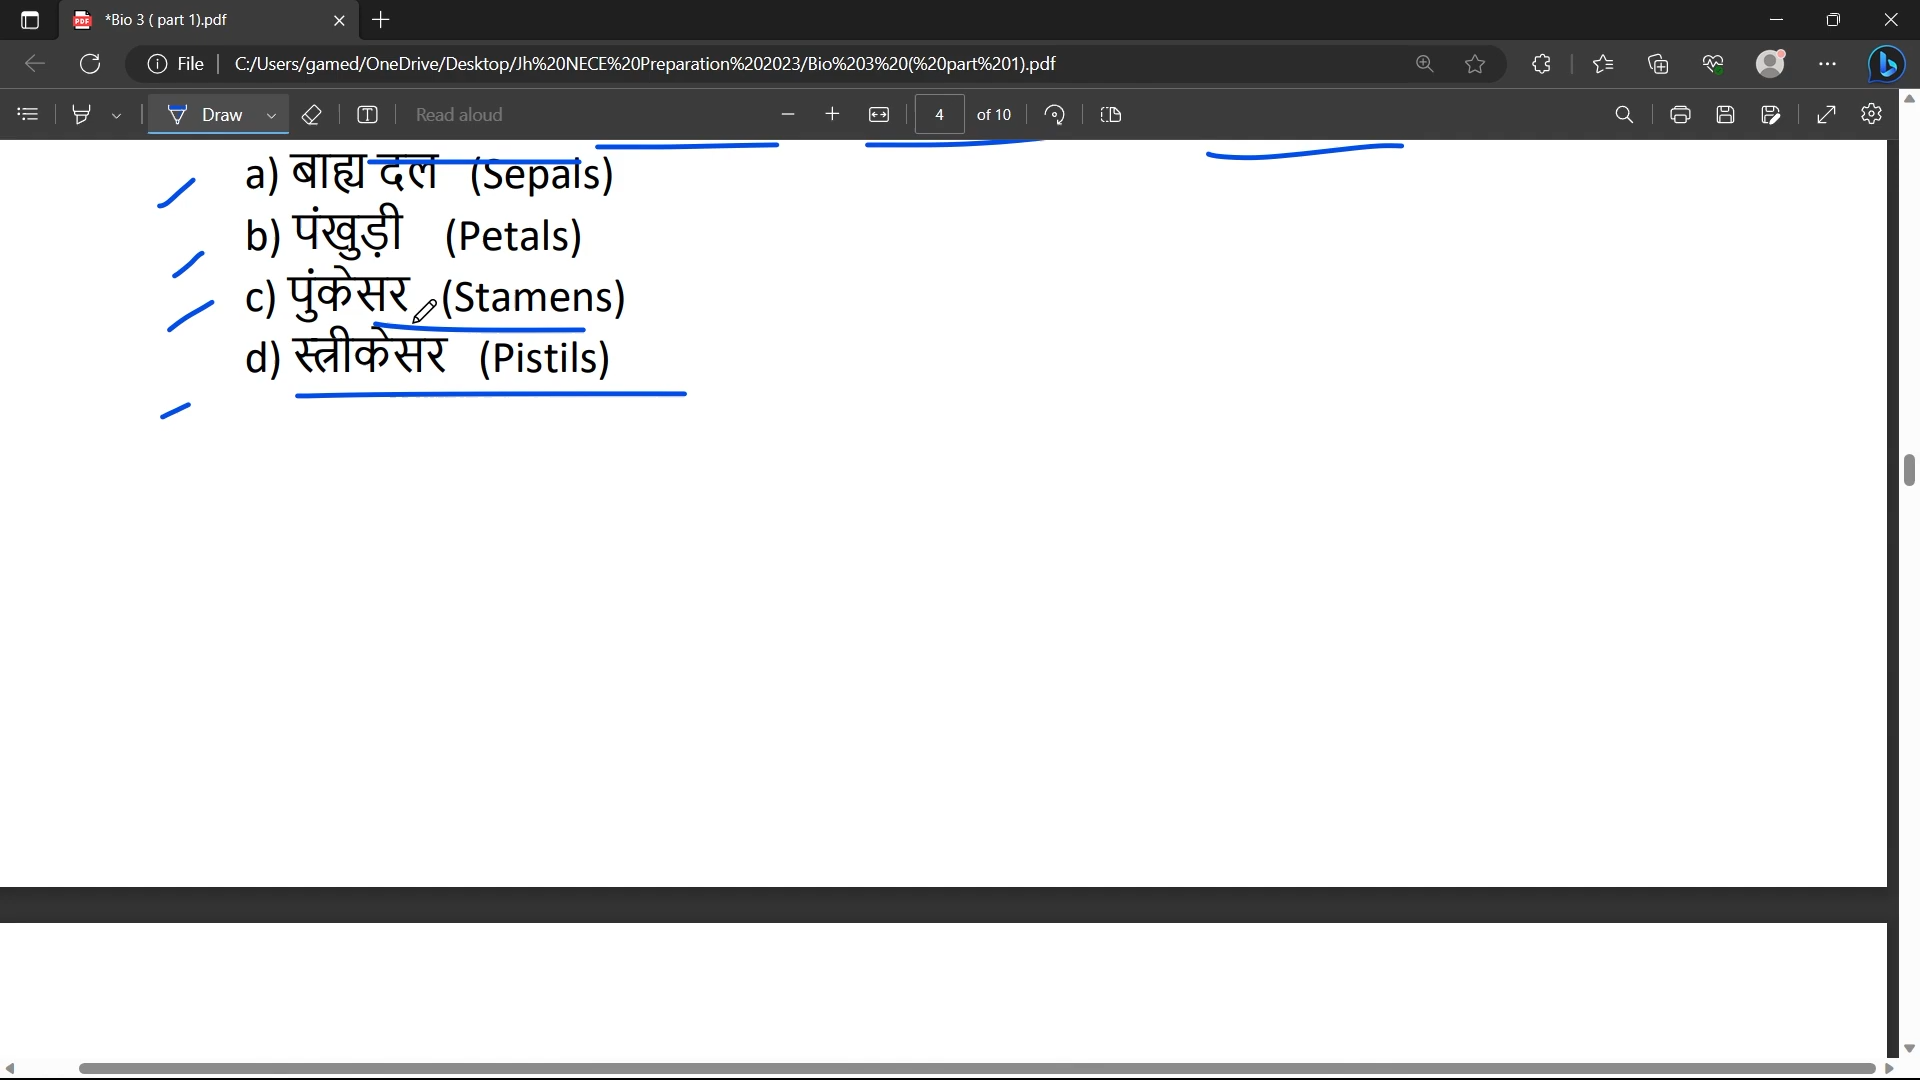 *Bio 3 ( part 1).pdf
File | C:/Users/gamed/OneDrive/Desktop/Jh%20NECE%20Preparation%202023/Bio%203%20(%20part%201).pdf
Draw Read aloud 4 of 10
a) बाह्य दल (Sepals)
b) पंखुड़ी (Petals)
c) पुंकेसर (Stamens)
d) स्त्रीकेसर (Pistils)